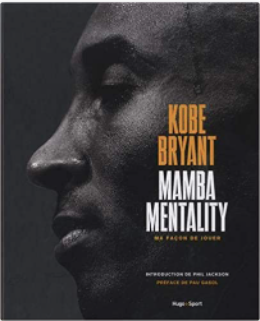 KOBE
BRYANT
MAMBA
MENTALITY
MA FAÇON DE JOUER
INTRODUCTION DE PHIL JACKSON
PRÉFACE DE PAU GASOL
Hugo Sport